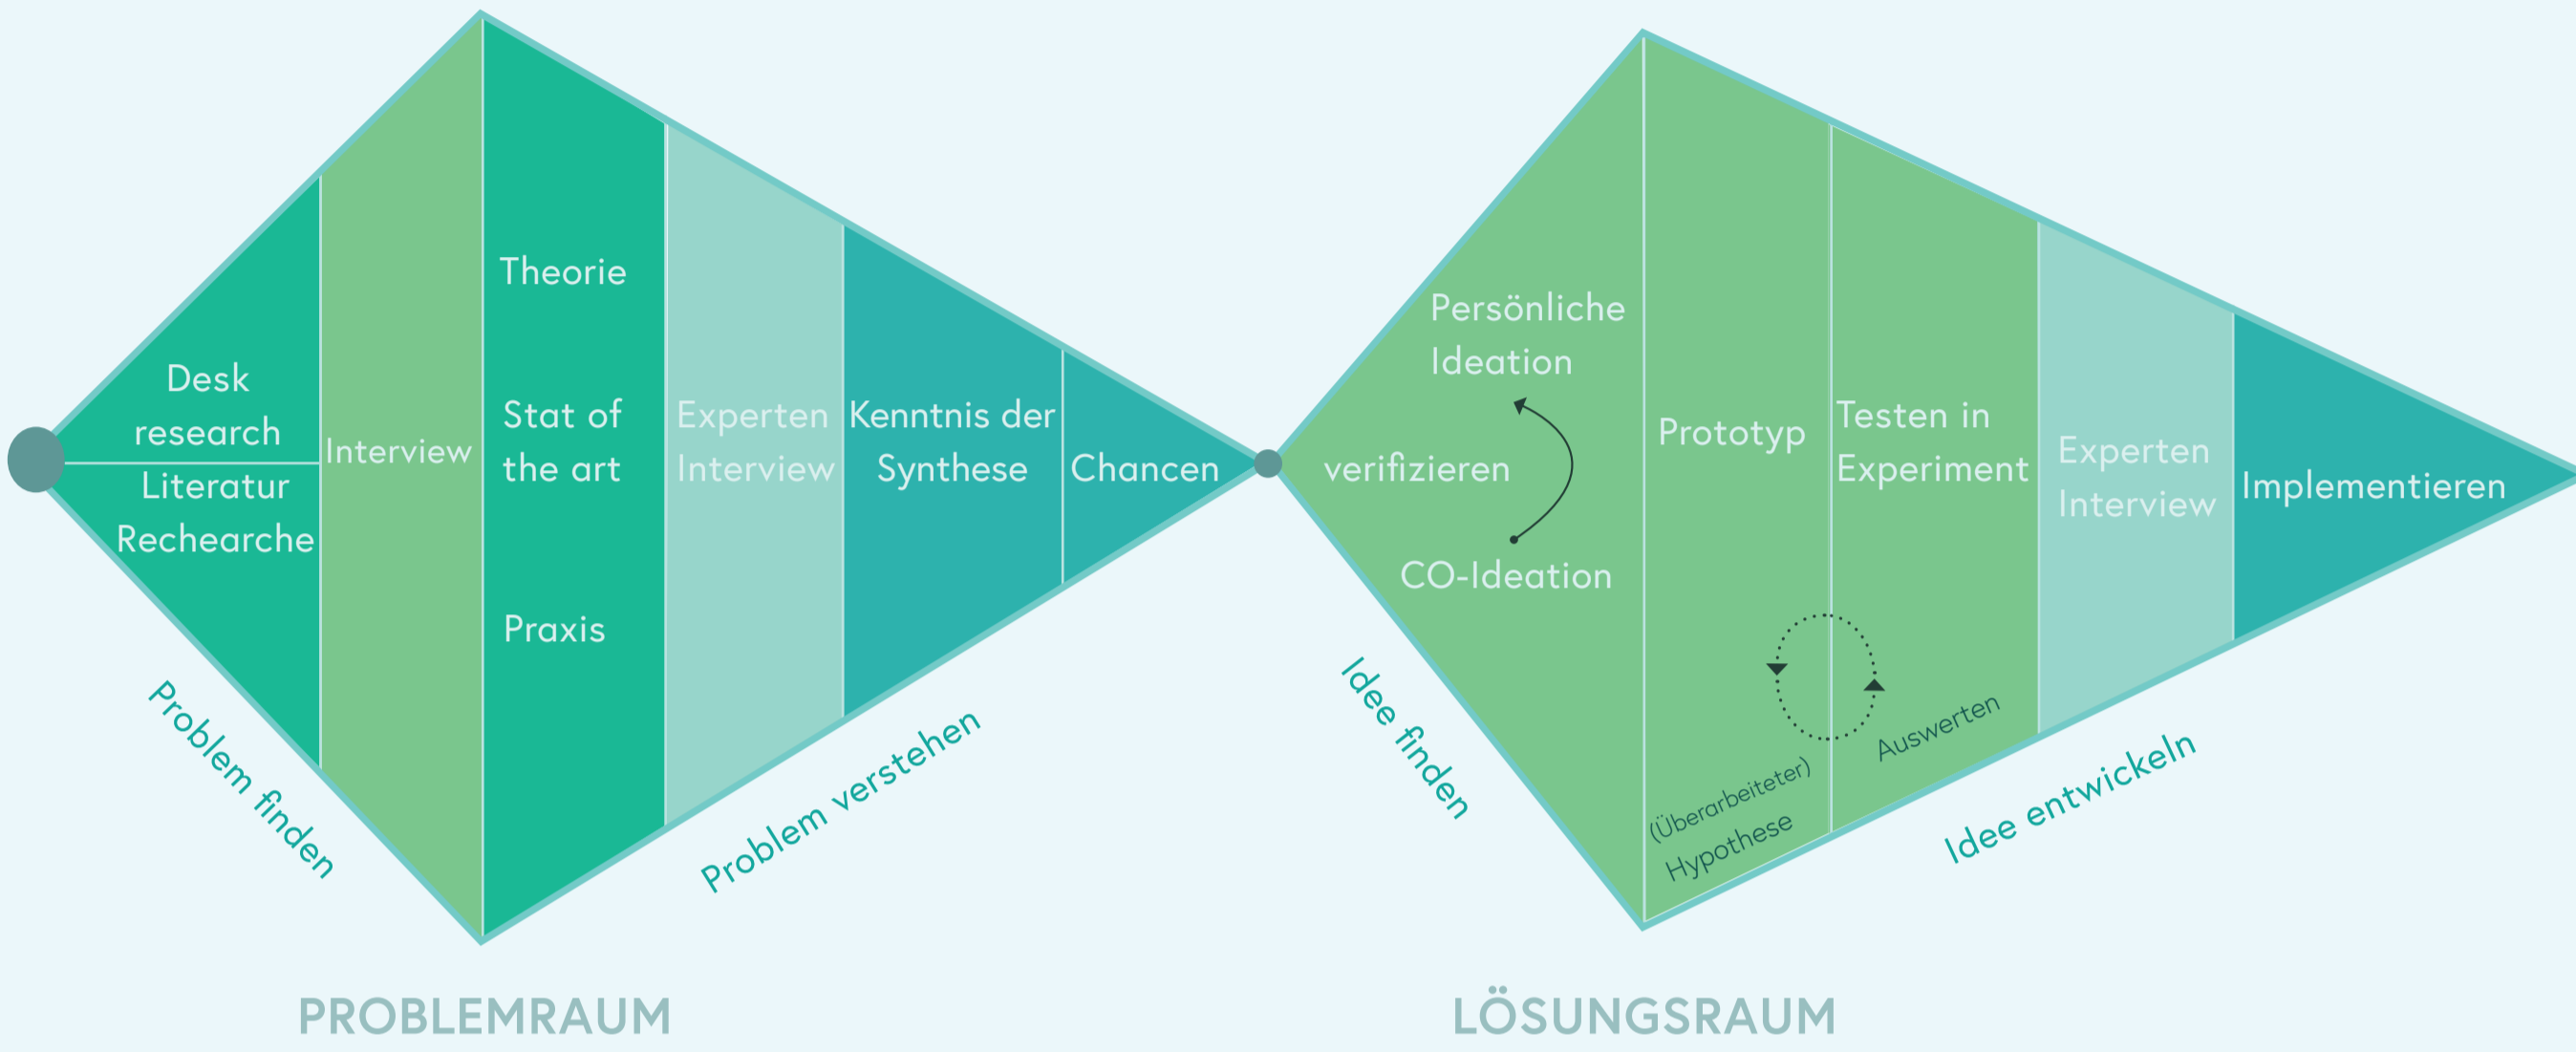 Desk
research
Literatur
Rechearche
Interview
Theorie
Stat of
the art
Praxis
Experten
Interview
Kenntnis der
Synthese
Chancen
Problem finden
Problem verstehen
PROBLEMRAUM
Persönliche
Ideation
verifizieren
CO-Ideation
Prototyp
(Überarbeiteter)
Hypothese
Testen in
Experiment
Auswerten
Experten
Interview
Implementieren
Idee finden
Idee entwickeln
LÖSUNGSRAUM